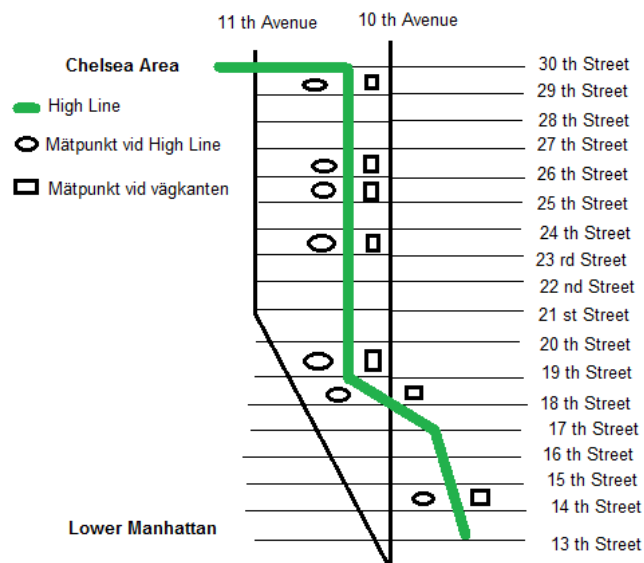 11 th Avenue
10 th Avenue
Chelsea Area
High Line
Mätpunkt vid High Line
Mätpunkt vid vägkanten
30 th Street
29 th Street
28 th Street
27 th Street
26 th Street
25 th Street
24 th Street
23 rd Street
22 nd Street
21 st Street
20 th Street
19 th Street
18 th Street
17 th Street
16 th Street
15 th Street
14 th Street
13 th Street
Lower Manhattan